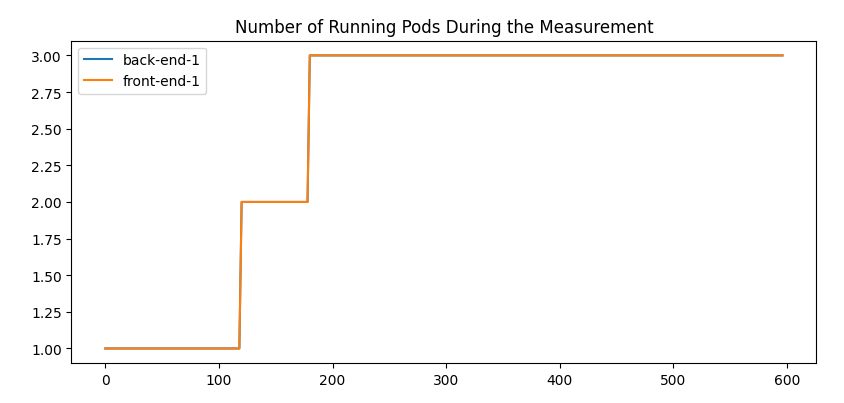 Number of Running Pods During the Measurement
back-end-1
front-end-1
3.00
2.75
2.50
2.25
2.00
1.75
1.50
1.25
1.00
0 100 200 300 400 500 600